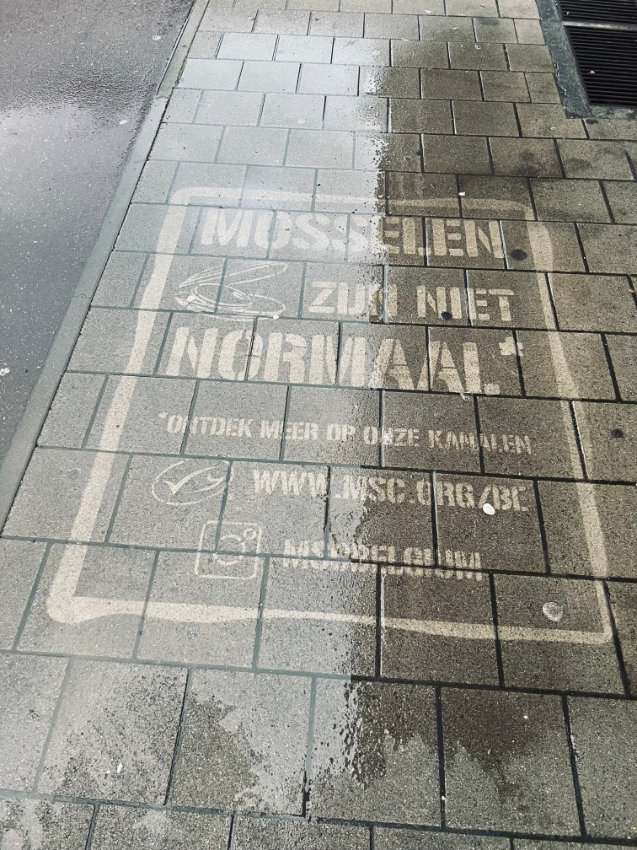 MOSSELEN
ZIJN NIET
NORMAAL*
*ONTDEK MEER OP ONZE KANALEN
WWW.MSC.ORG/BE
MSCBELGIUM